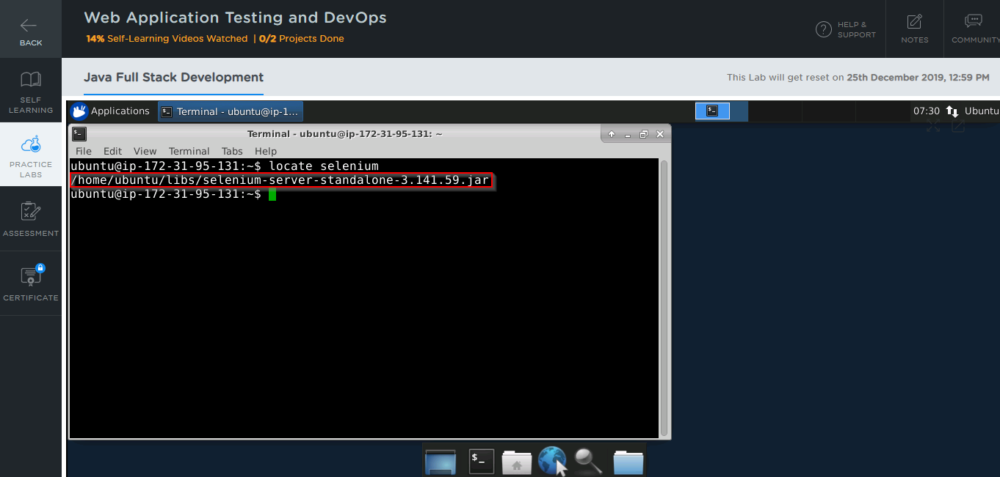 BACK
Web Application Testing and DevOps
14% Self-Learning Videos Watched | 0/2 Projects Done
HELP &
SUPPORT
NOTES
COMMUNITY
SELF
LEARNING
PRACTICE
LABS
ASSESSMENT
CERTIFICATE
Java Full Stack Development
This Lab will get reset on 25th December 2019, 12:59 PM
Applications
Terminal - ubuntu@ip-1...
07:30
Ubuntu
Terminal - ubuntu@ip-172-31-95-131: ~
File Edit View Terminal Tabs Help
ubuntu@ip-172-31-95-131:~$ locate selenium
/home/ubuntu/libs/selenium-server-standalone-3.141.59.jar
ubuntu@ip-172-31-95-131:~$